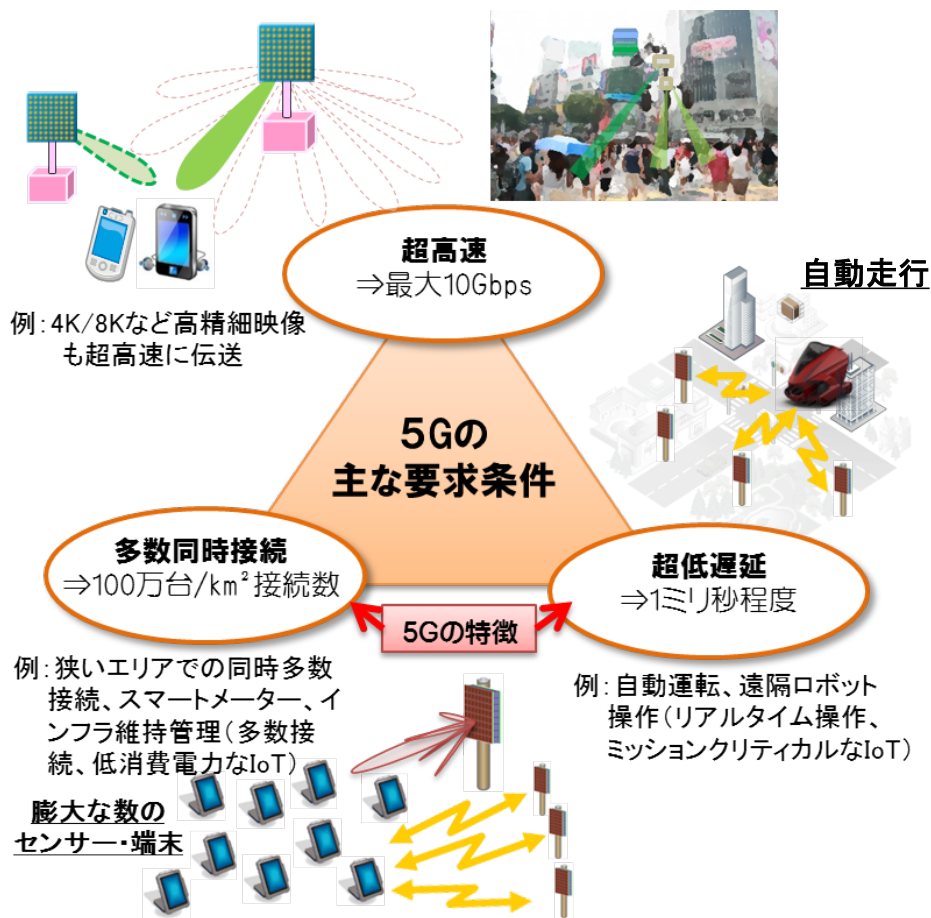 超高速
⇒最大10Gbps
例：4K/8Kなど高精細映像
も超高速に伝送
自動走行
5Gの
主な要求条件
多数同時接続
⇒100万台/km²接続数
超低遅延
⇒1ミリ秒程度
5Gの特徴
例：狭いエリアでの同時多数
接続、スマートメーター、イ
ンフラ維持管理（多数接
続、低消費電力なIoT）
例：自動運転、遠隔ロボット
操作（リアルタイム操作、
ミッションクリティカルなIoT）
膨大な数の
センサー・端末